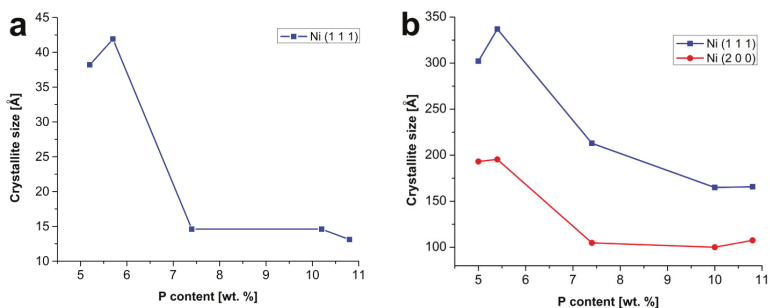 a
Ni (1 1 1)
Crystallite size [Å]
45
40
35
30
25
20
15
10
5 6 7 8 9 10 11
P content [wt. %]
b
Ni (1 1 1)
Ni (2 0 0)
Crystallite size [Å]
350
300
250
200
150
100
5 6 7 8 9 10 11
P content [wt. %]